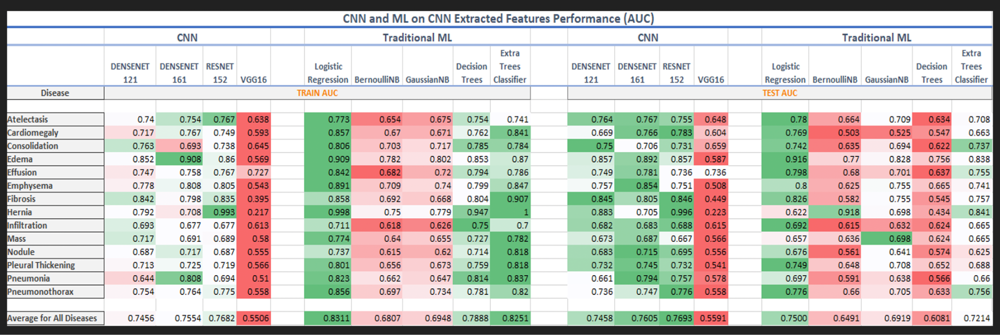 CNN and ML on CNN Extracted Features Performance (AUC)
CNN Traditional ML CNN Traditional ML
DENSENET 121 DENSENET 161 RESNET 152 VGG16 Logistic Regression BernoulliNB GaussianNB Decision Trees Extra Trees Classifier DENSENET 121 DENSENET 161 RESNET 152 VGG16 Logistic Regression BernoulliNB GaussianNB Decision Trees Extra Trees Classifier
Disease TRAIN AUC TEST AUC
Atelectasis 0.74 0.754 0.767 0.638 0.773 0.654 0.675 0.754 0.741 0.764 0.767 0.755 0.648 0.78 0.664 0.709 0.634 0.708
Cardiomegaly 0.717 0.767 0.749 0.593 0.857 0.67 0.671 0.762 0.841 0.669 0.766 0.783 0.604 0.769 0.503 0.525 0.547 0.663
Consolidation 0.763 0.693 0.738 0.645 0.806 0.703 0.717 0.785 0.784 0.75 0.706 0.731 0.659 0.742 0.635 0.694 0.622 0.737
Edema 0.852 0.908 0.86 0.569 0.909 0.782 0.802 0.853 0.87 0.857 0.892 0.857 0.587 0.916 0.77 0.828 0.756 0.838
Effusion 0.747 0.758 0.767 0.727 0.842 0.682 0.72 0.794 0.786 0.749 0.781 0.736 0.736 0.798 0.68 0.701 0.637 0.755
Emphysema 0.778 0.808 0.805 0.543 0.891 0.709 0.74 0.799 0.847 0.757 0.854 0.751 0.508 0.8 0.625 0.755 0.665 0.741
Fibrosis 0.842 0.798 0.835 0.395 0.858 0.692 0.668 0.804 0.907 0.845 0.805 0.846 0.449 0.826 0.582 0.755 0.545 0.757
Hernia 0.792 0.708 0.993 0.217 0.998 0.75 0.779 0.947 1 0.883 0.705 0.996 0.223 0.622 0.918 0.698 0.434 0.841
Infiltration 0.693 0.677 0.677 0.613 0.711 0.618 0.626 0.75 0.7 0.682 0.683 0.688 0.615 0.692 0.615 0.632 0.624 0.665
Mass 0.717 0.691 0.689 0.58 0.774 0.64 0.655 0.727 0.782 0.673 0.687 0.667 0.566 0.657 0.636 0.698 0.624 0.665
Nodule 0.687 0.717 0.687 0.555 0.737 0.615 0.62 0.714 0.818 0.683 0.715 0.695 0.556 0.676 0.561 0.641 0.574 0.625
Pleural Thickening 0.713 0.725 0.719 0.566 0.801 0.656 0.673 0.759 0.818 0.732 0.745 0.732 0.541 0.749 0.648 0.708 0.652 0.688
Pneumonia 0.644 0.808 0.694 0.51 0.823 0.662 0.647 0.814 0.837 0.661 0.794 0.757 0.578 0.697 0.591 0.638 0.566 0.66
Pneumonothorax 0.754 0.764 0.775 0.558 0.856 0.697 0.734 0.781 0.82 0.736 0.747 0.776 0.558 0.776 0.66 0.705 0.633 0.756
Average for All Diseases 0.7456 0.7554 0.7682 0.5506 0.8311 0.6807 0.6948 0.7888 0.8251 0.7458 0.7605 0.7693 0.5591 0.7500 0.6491 0.6919 0.6081 0.7214